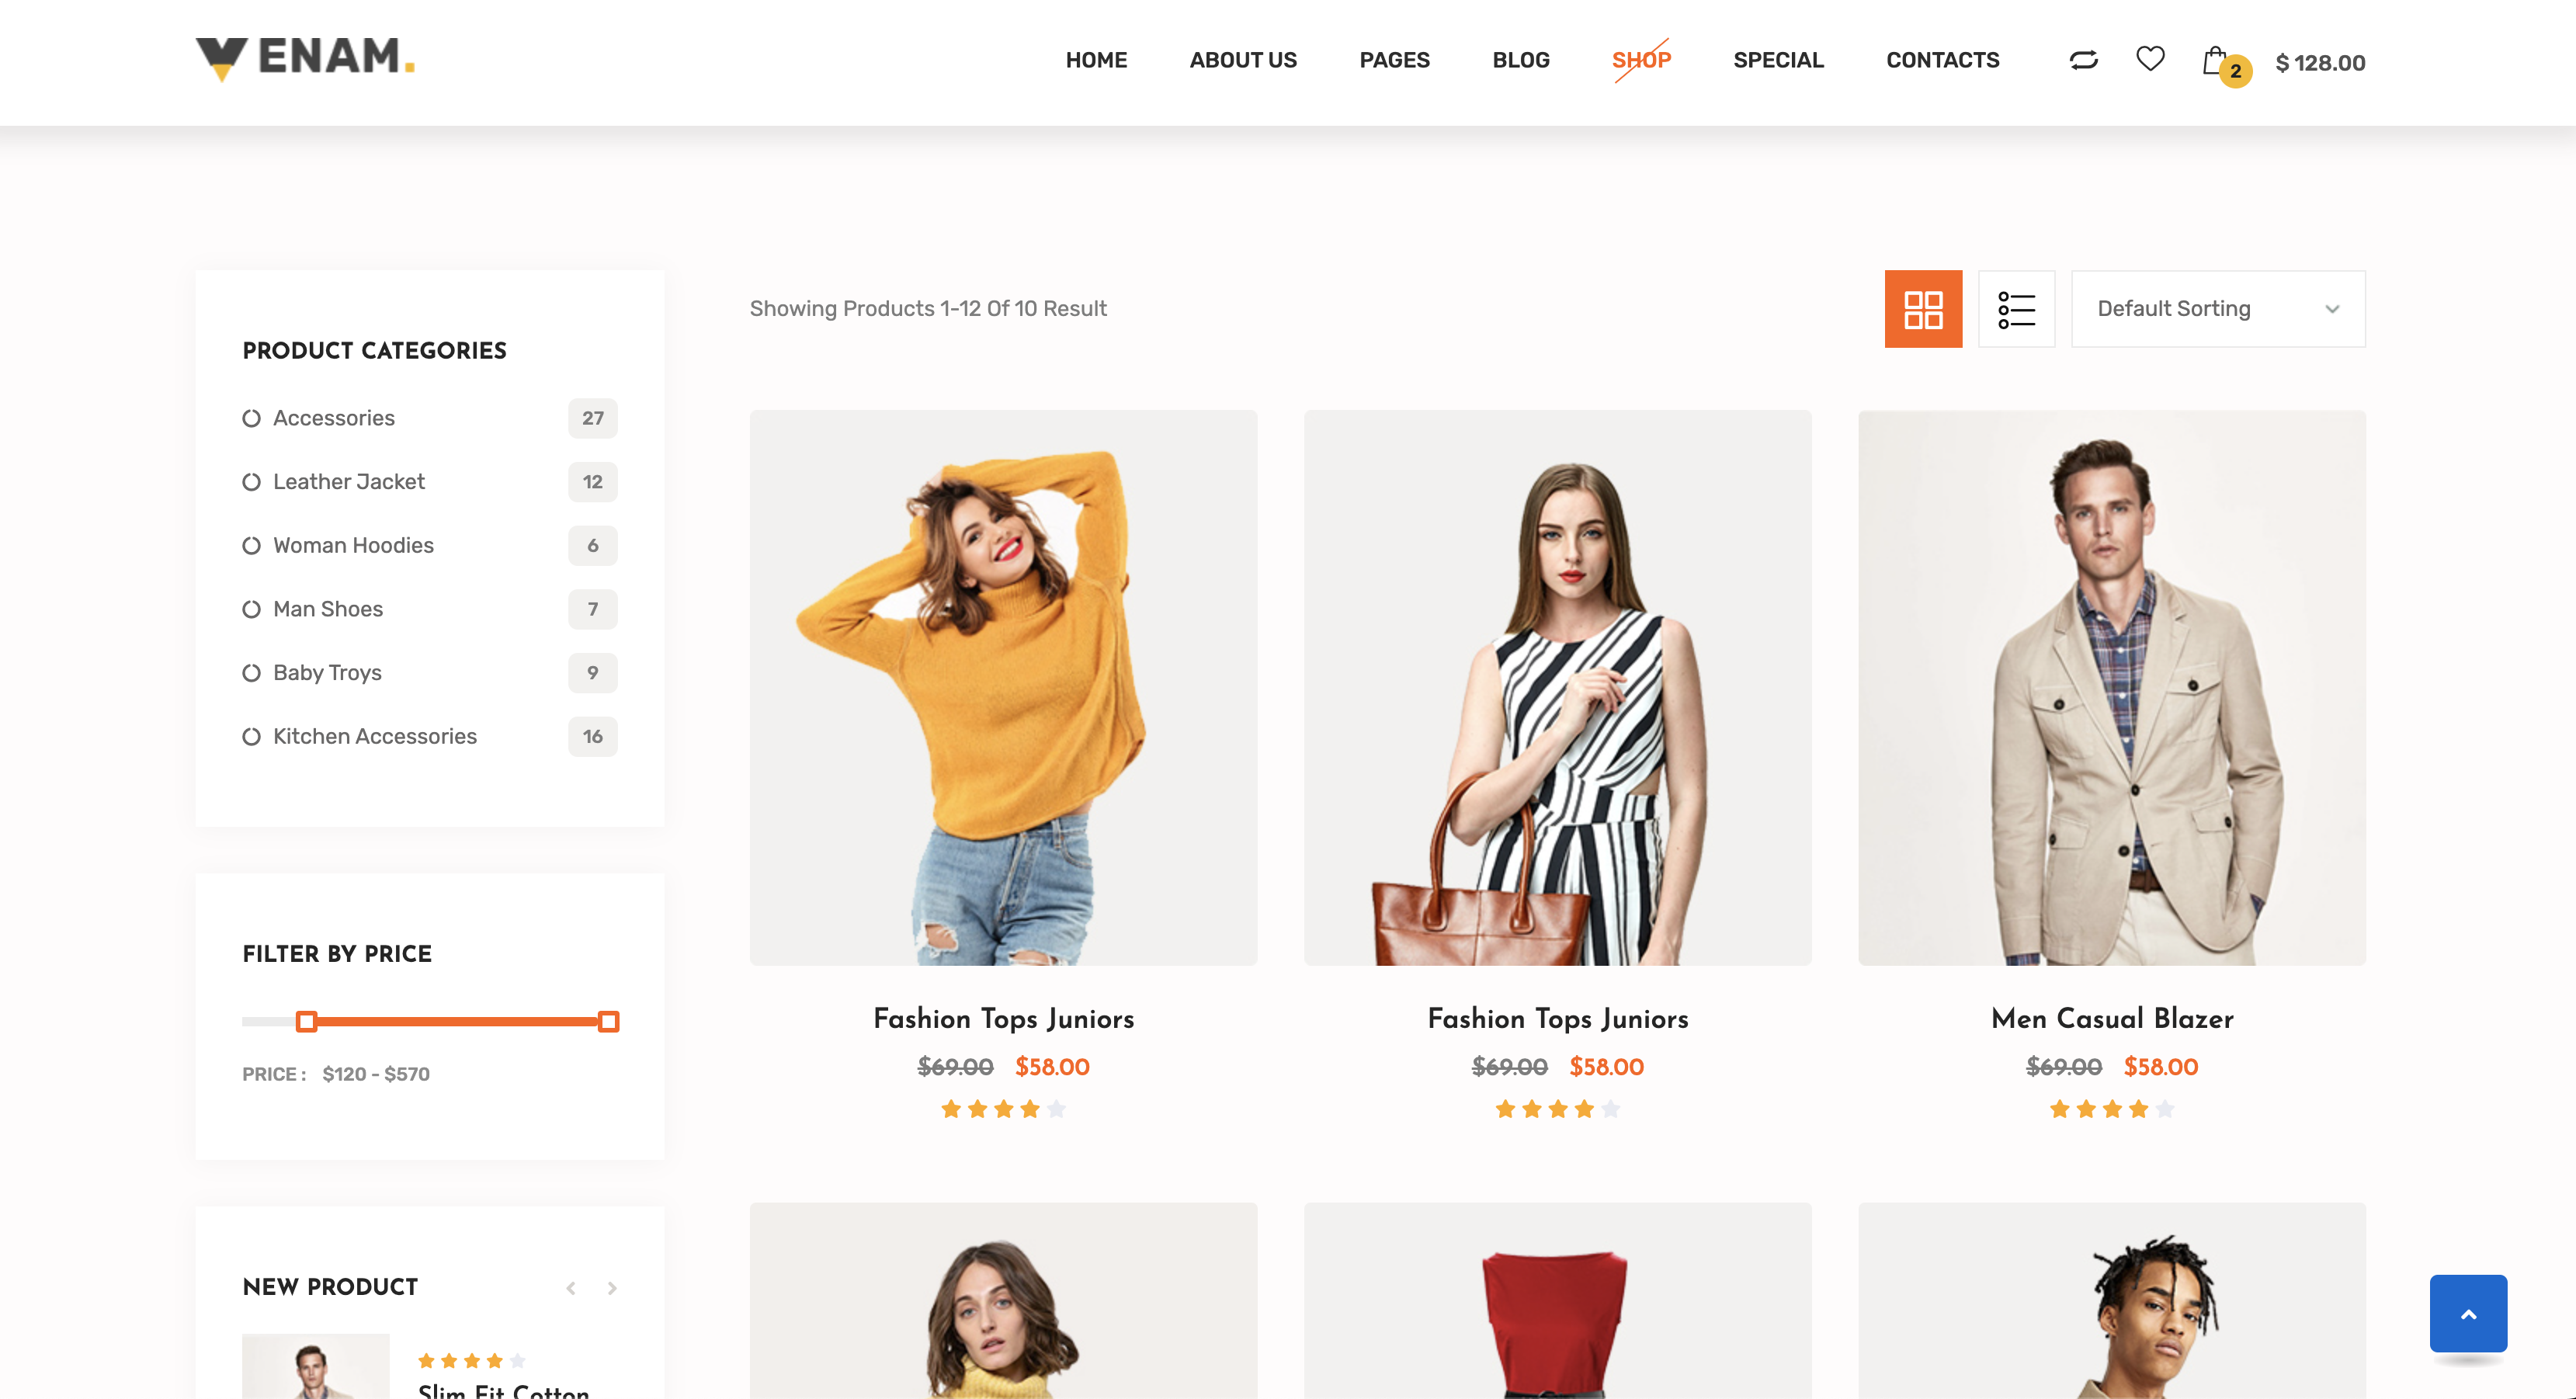 VENAM.
HOME ABOUT US PAGES BLOG SHOP SPECIAL CONTACTS 2 $ 128.00
Showing Products 1-12 Of 10 Result
Default Sorting
PRODUCT CATEGORIES
Accessories 27
Leather Jacket 12
Woman Hoodies 6
Man Shoes 7
Baby Troys 9
Kitchen Accessories 16
FILTER BY PRICE
PRICE : $120 - $570
NEW PRODUCT
Slim Fit Cotton
Fashion Tops Juniors
$69.00 $58.00
Fashion Tops Juniors
$69.00 $58.00
Men Casual Blazer
$69.00 $58.00